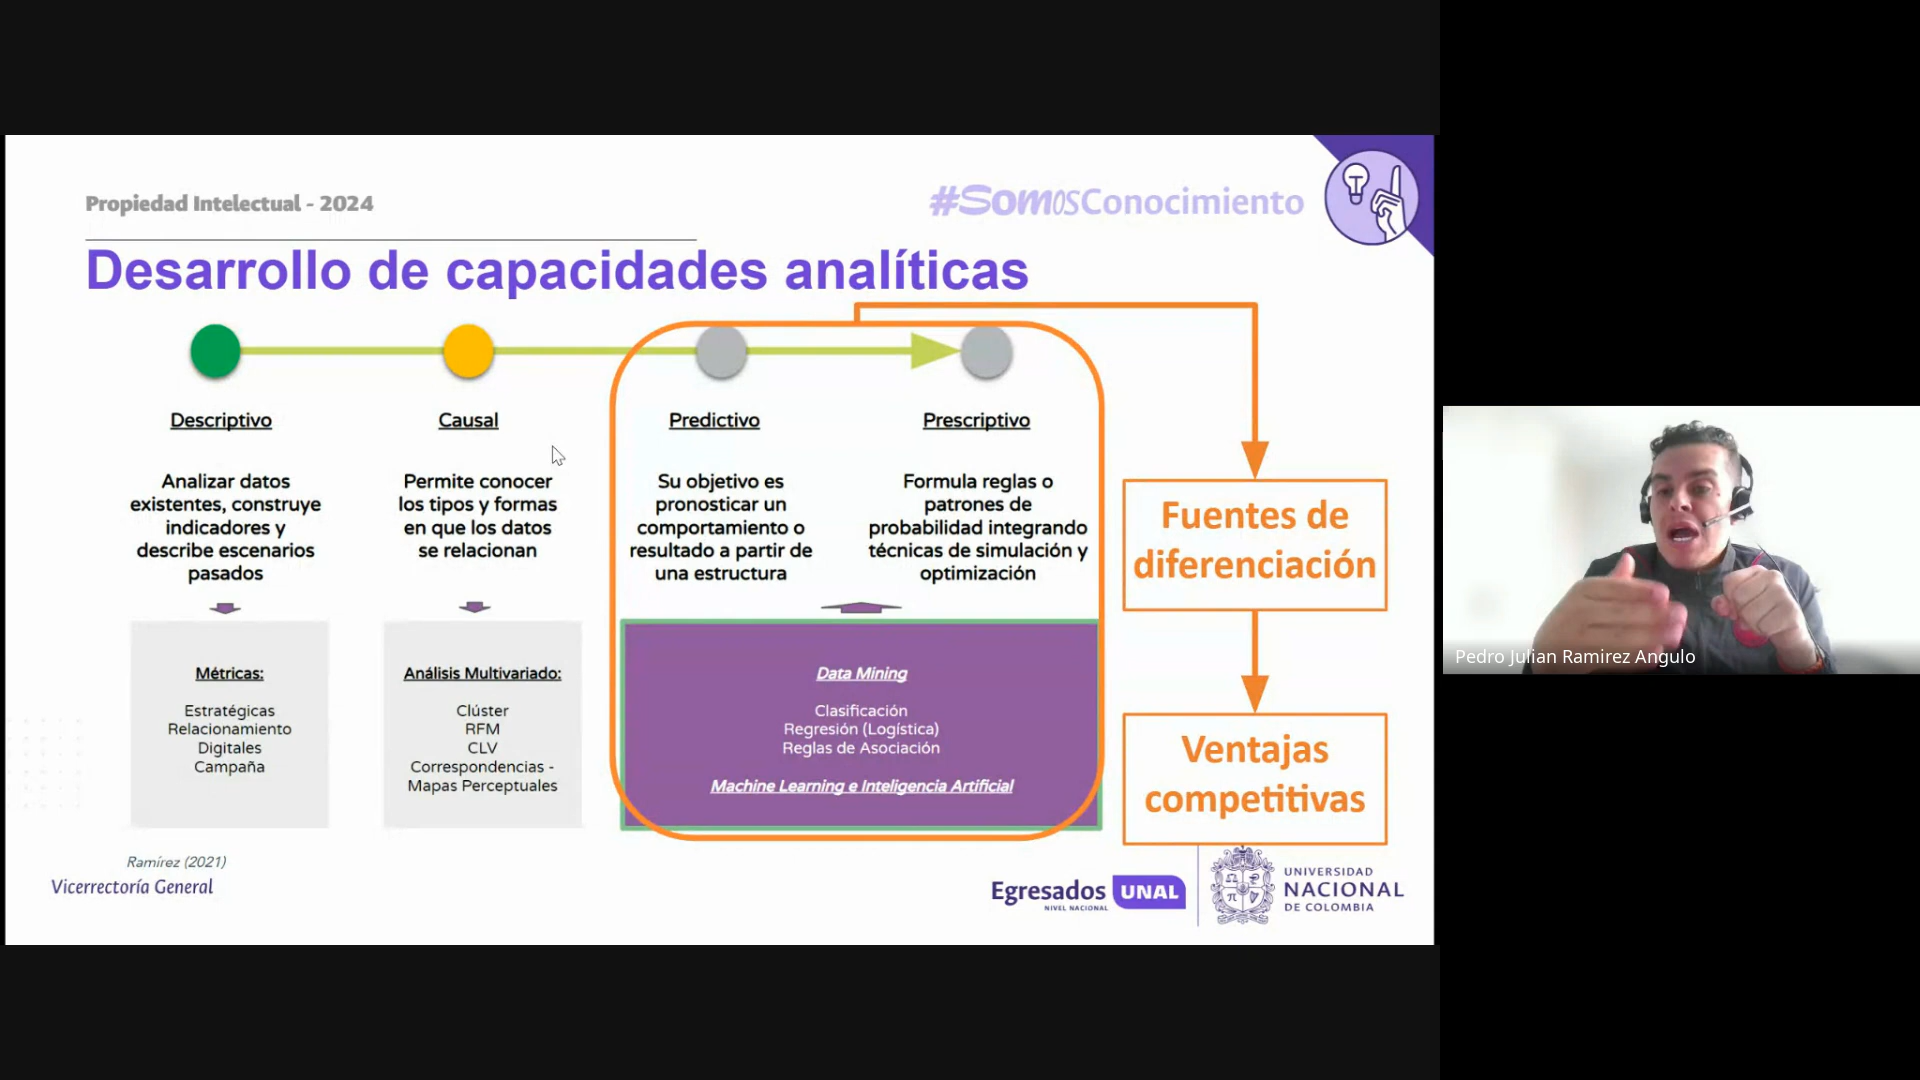 Propiedad Intelectual - 2024
#SomosConocimiento
Desarrollo de capacidades analíticas
Descriptivo
Analizar datos
existentes, construye
indicadores y
describe escenarios
pasados
Métricas:
Estratégicas
Relacionamiento
Digitales
Campaña
Causal
Permite conocer
los tipos y formas
en que los datos
se relacionan
Análisis Multivariado:
Clúster
RFM
CLV
Correspondencias -
Mapas Perceptuales
Predictivo
Su objetivo es
pronosticar un
comportamiento o
resultado a partir de
una estructura
Prescriptivo
Formula reglas o
patrones de
probabilidad integrando
técnicas de simulación y
optimización
Data Mining
Clasificación
Regresión (Logística)
Reglas de Asociación
Machine Learning e Inteligencia Artificial
Fuentes de
diferenciación
Ventajas
competitivas
Ramírez (2021)
Vicerrectoría General
Egresados UNAL
NIVEL NACIONAL
UNIVERSIDAD
NACIONAL
DE COLOMBIA
Pedro Julian Ramirez Angulo